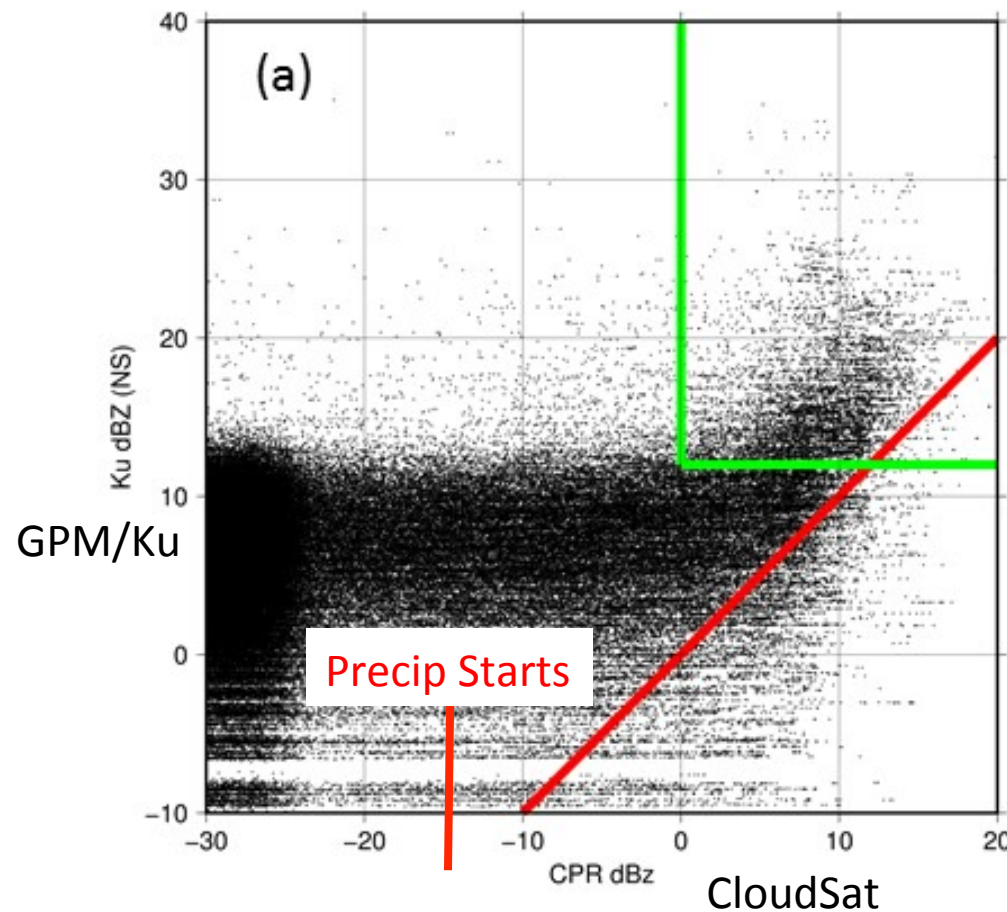 40
(a)
30
20
Ku dBZ (NS)
10
GPM/Ku
0
Precip Starts
−10
−30
−20
−10
0
10
20
CPR dBz
CloudSat